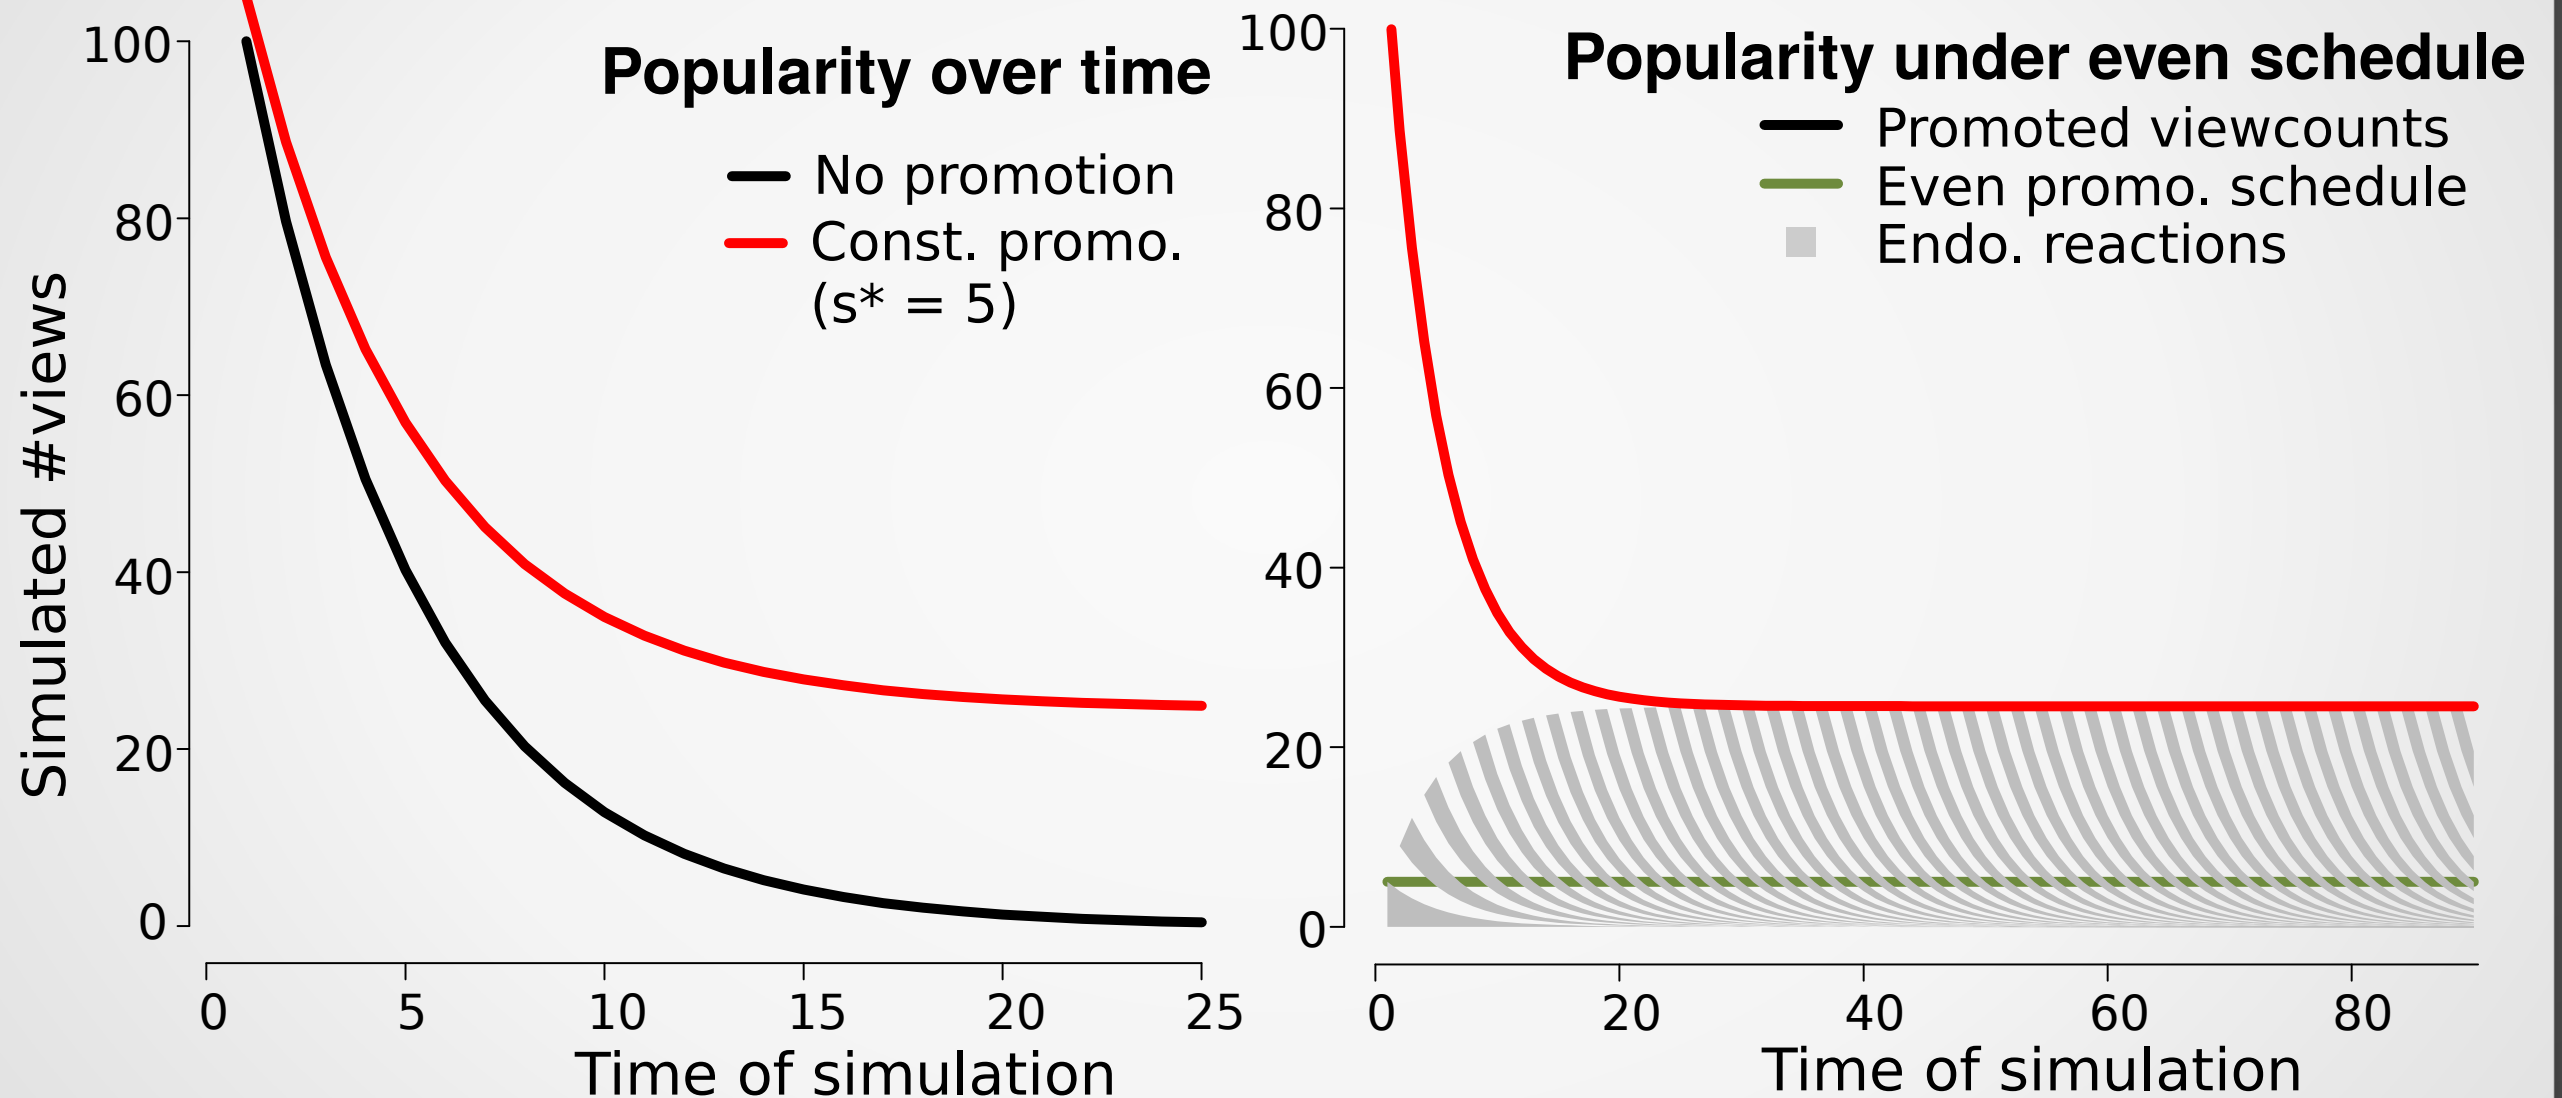 Popularity over time
No promotion
Const. promo.
(s* = 5)
Simulated #views
100
80
60
40
20
0
0 5 10 15 20 25
Time of simulation
Popularity under even schedule
Promoted viewcounts
Even promo. schedule
Endo. reactions
100
80
60
40
20
0
0 20 40 60 80
Time of simulation